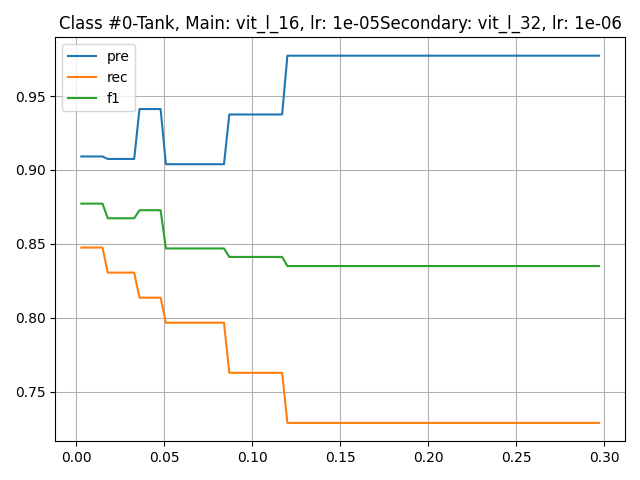 Class #0-Tank, Main: vit_l_16, lr: 1e-05Secondary: vit_l_32, lr: 1e-06
pre
rec
f1
0.95
0.90
0.85
0.80
0.75
0.00 0.05 0.10 0.15 0.20 0.25 0.30